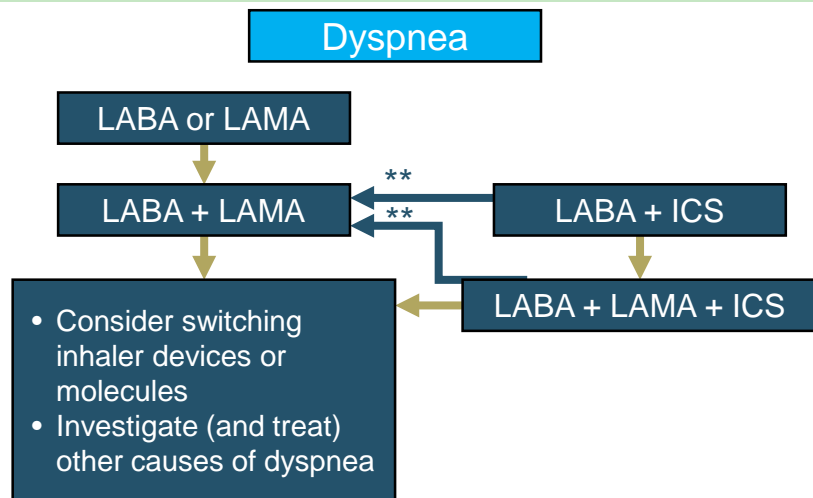 Dyspnea
LABA or LAMA
LABA + LAMA
**
**
LABA + ICS
LABA + LAMA + ICS
• Consider switching
inhaler devices or
molecules
• Investigate (and treat)
other causes of dyspnea